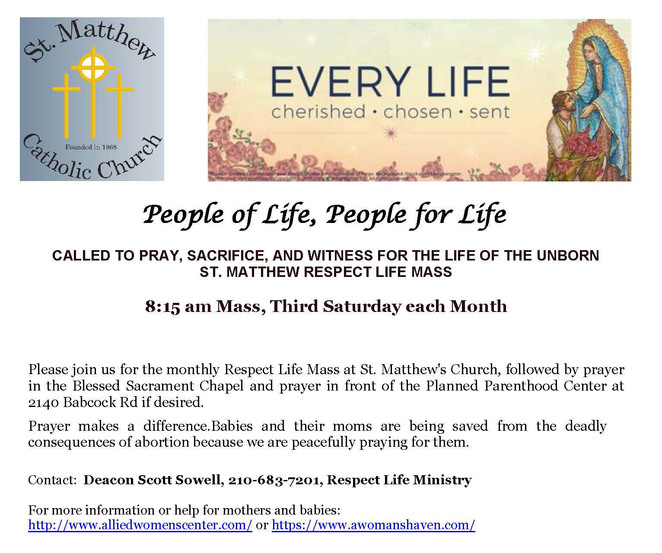 St. Matthew
Founded in 1968
Catholic Church
EVERY LIFE
cherished • chosen • sent
People of Life, People for Life
CALLED TO PRAY, SACRIFICE, AND WITNESS FOR THE LIFE OF THE UNBORN
ST. MATTHEW RESPECT LIFE MASS
8:15 am Mass, Third Saturday each Month
Please join us for the monthly Respect Life Mass at St. Matthew's Church, followed by prayer
in the Blessed Sacrament Chapel and prayer in front of the Planned Parenthood Center at
2140 Babcock Rd if desired.
Prayer makes a difference.Babies and their moms are being saved from the deadly
consequences of abortion because we are peacefully praying for them.
Contact: Deacon Scott Sowell, 210-683-7201, Respect Life Ministry
For more information or help for mothers and babies:
http://www.alliedwomenscenter.com/ or https://www.awomanshaven.com/